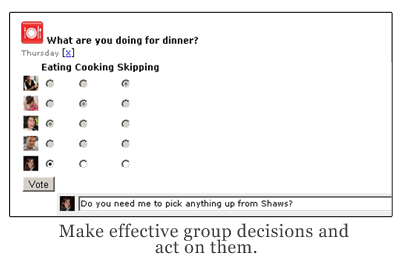 What are you doing for dinner?
Thursday [x]
Eating Cooking Skipping
Vote
Do you need me to pick anything up from Shaws?
Make effective group decisions and
act on them.